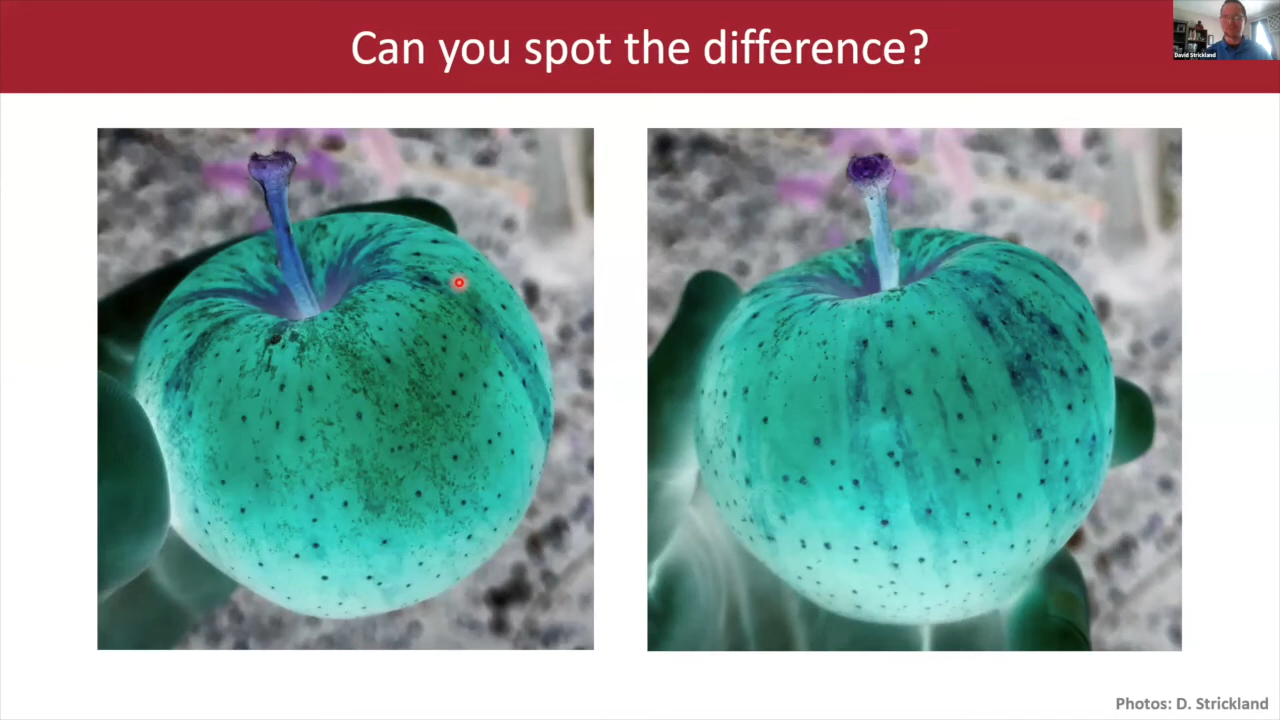 Can you spot the difference?
David Strickland
Photos: D. Strickland